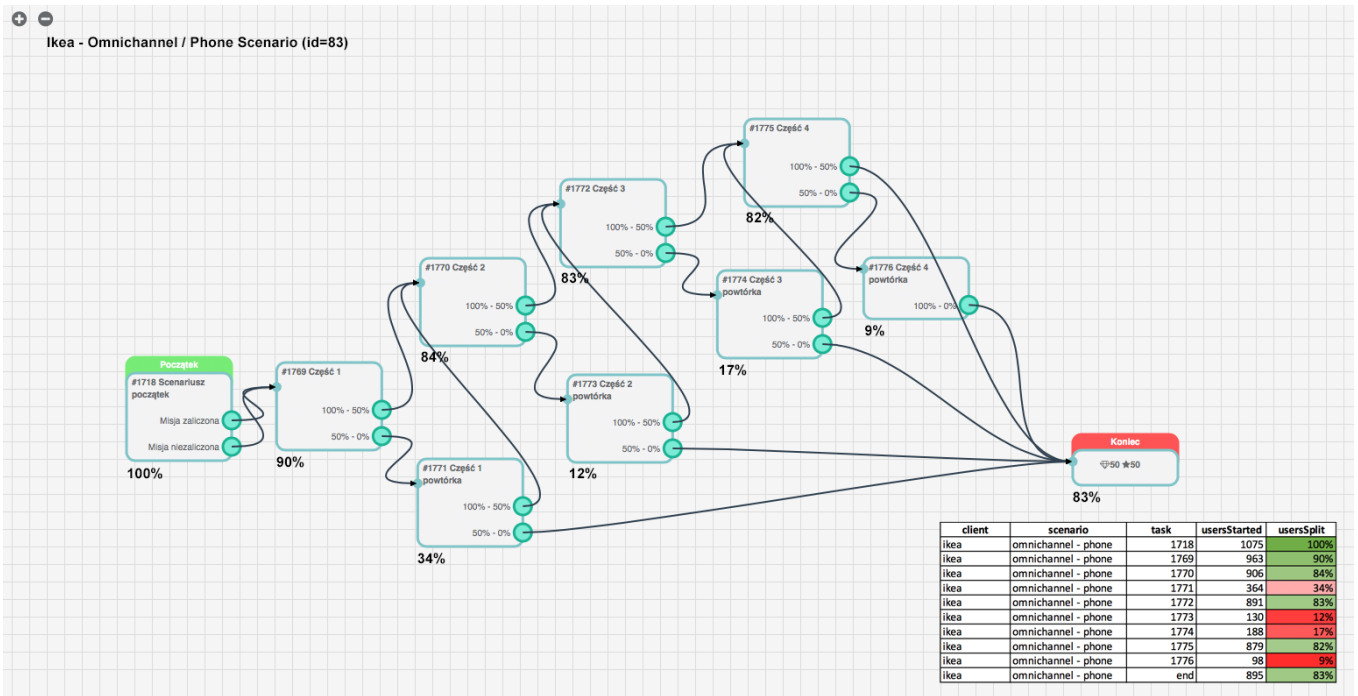 Ikea - Omnichannel / Phone Scenario (id=83)
#1775 Część 4
100% - 50%
50% - 0%
82%
#1772 Część 3
100% - 50%
50% - 0%
83%
#1770 Część 2
100% - 50%
50% - 0%
84%
#1774 Część 3
powtórka
100% - 50%
50% - 0%
17%
#1776 Część 4
powtórka
100% - 0%
9%
Początek
#1718 Scenariusz
początek
Misja zaliczona
Misja niezaliczona
100%
#1769 Część 1
100% - 50%
50% - 0%
90%
#1773 Część 2
powtórka
100% - 50%
50% - 0%
12%
#1771 Część 1
powtórka
100% - 50%
50% - 0%
34%
Koniec
50 ★50
83%
client scenario task usersStarted usersSplit
ikea omnichannel - phone 1718 1075 100%
ikea omnichannel - phone 1769 963 90%
ikea omnichannel - phone 1770 906 84%
ikea omnichannel - phone 1771 364 34%
ikea omnichannel - phone 1772 891 83%
ikea omnichannel - phone 1773 130 12%
ikea omnichannel - phone 1774 188 17%
ikea omnichannel - phone 1775 879 82%
ikea omnichannel - phone 1776 98 9%
ikea omnichannel - phone end 895 83%